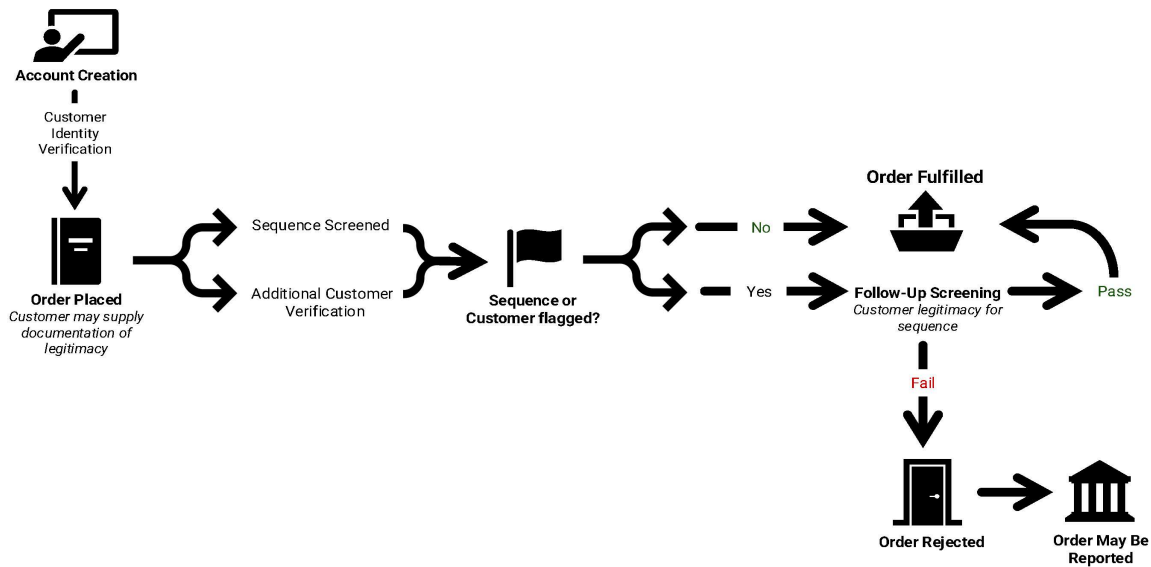 Account Creation
Customer
Identity
Verification
Order Placed
Customer may supply
documentation of
legitimacy
Sequence Screened
Additional Customer
Verification
Sequence or
Customer flagged?
No
Yes
Order Fulfilled
Follow-Up Screening
Customer legitimacy for
sequence
Pass
Fail
Order Rejected
Order May Be
Reported